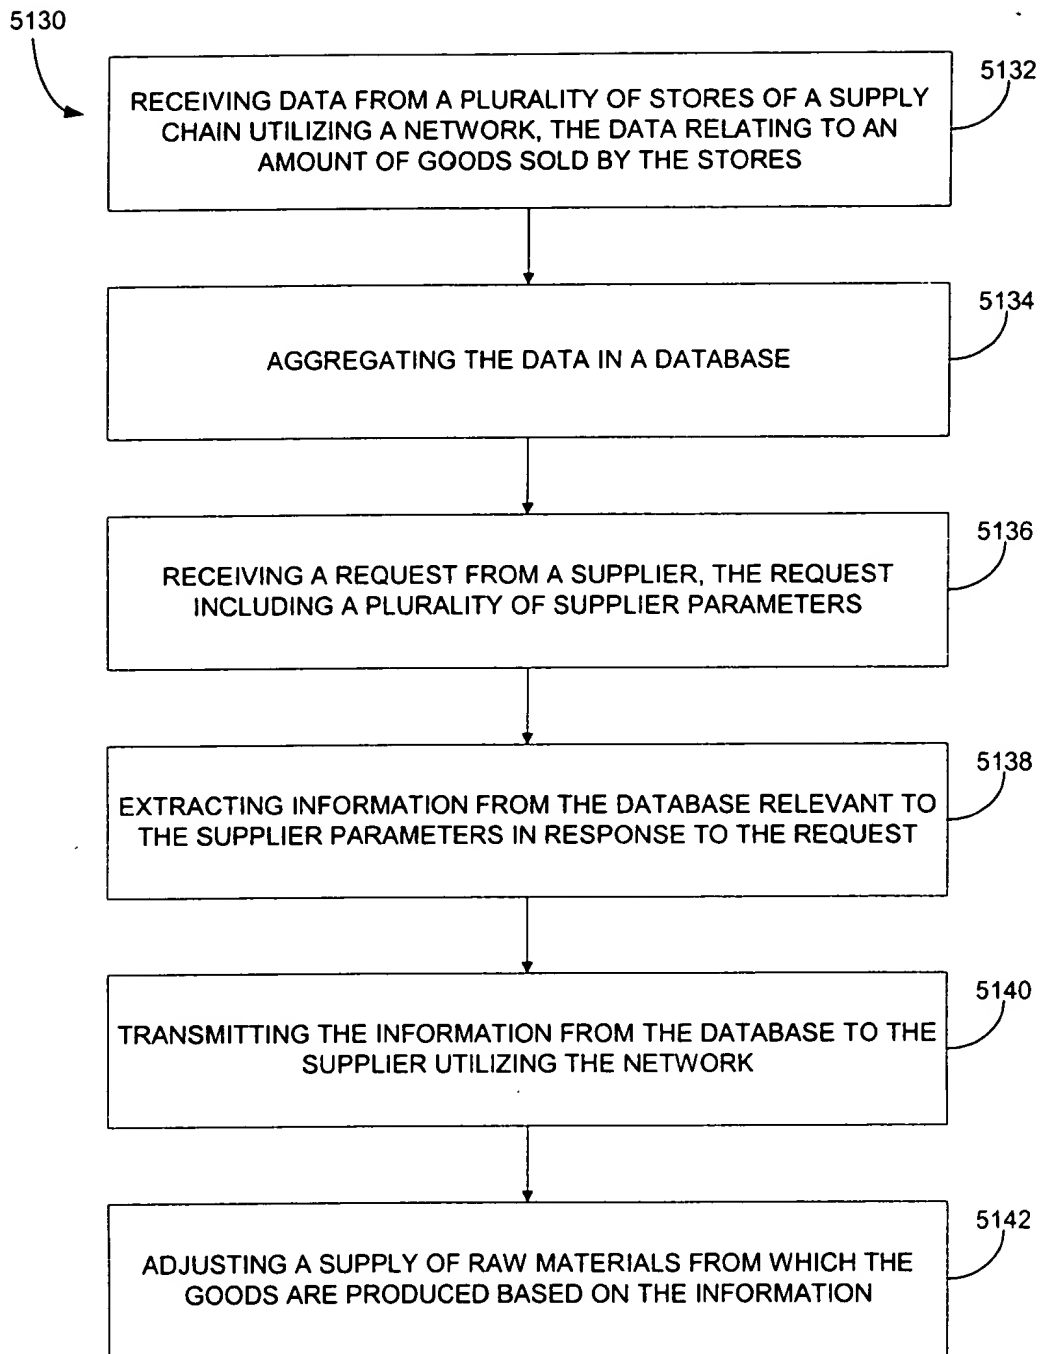 5130
5132
RECEIVING DATA FROM A PLURALITY OF STORES OF A SUPPLY
CHAIN UTILIZING A NETWORK, THE DATA RELATING TO AN
AMOUNT OF GOODS SOLD BY THE STORES
5134
AGGREGATING THE DATA IN A DATABASE
5136
RECEIVING A REQUEST FROM A SUPPLIER, THE REQUEST
INCLUDING A PLURALITY OF SUPPLIER PARAMETERS
5138
EXTRACTING INFORMATION FROM THE DATABASE RELEVANT TO
THE SUPPLIER PARAMETERS IN RESPONSE TO THE REQUEST
5140
TRANSMITTING THE INFORMATION FROM THE DATABASE TO THE
SUPPLIER UTILIZING THE NETWORK
5142
ADJUSTING A SUPPLY OF RAW MATERIALS FROM WHICH THE
GOODS ARE PRODUCED BASED ON THE INFORMATION